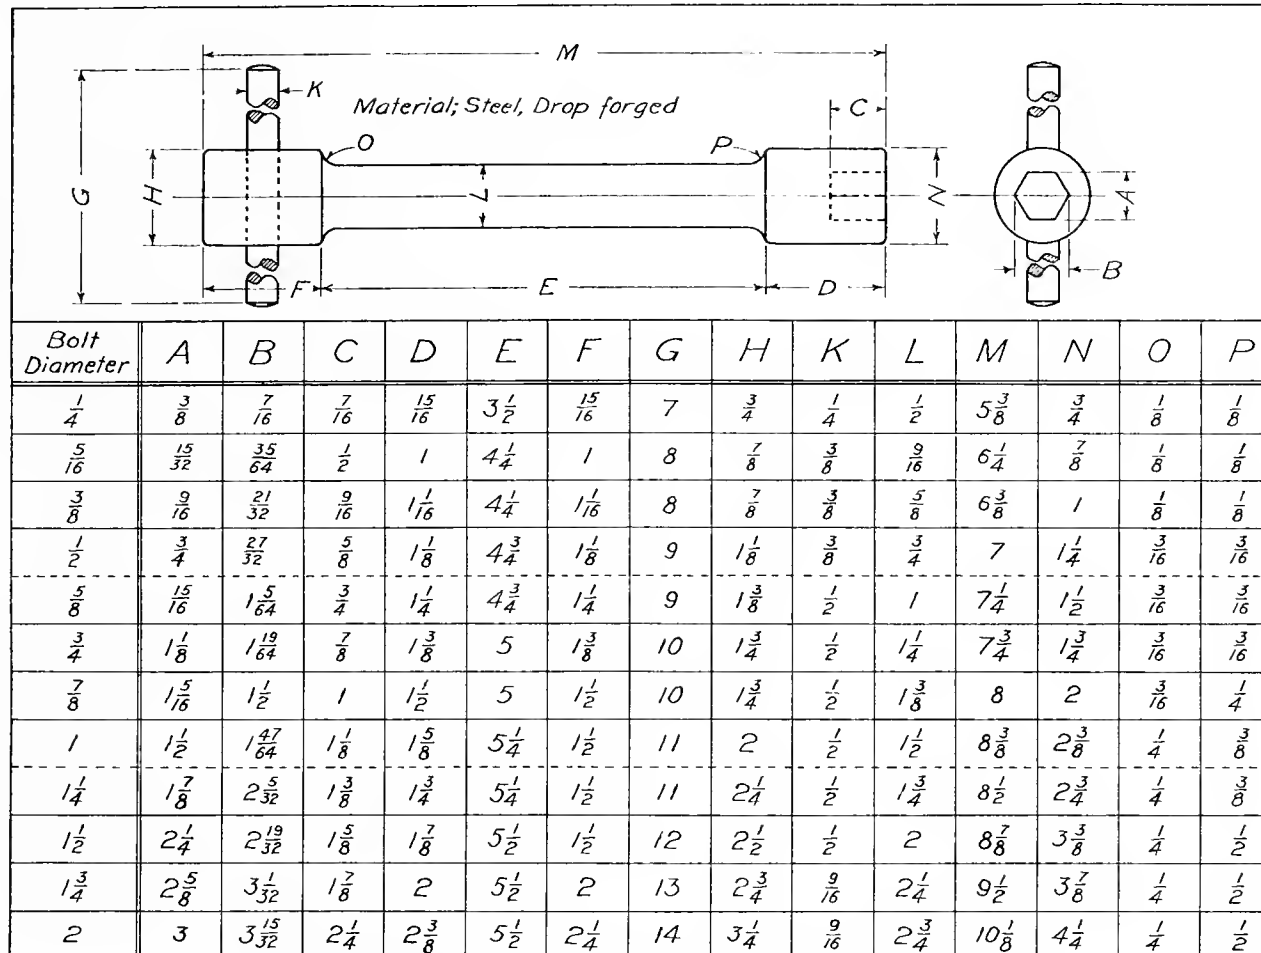 M
K
Material; Steel, Drop forged
C
O
P
G
H
L
N
A
B
F
E
D
Bolt Diameter A B C D E F G H K L M N O P
1/4 3/8 7/16 7/16 15/16 3 1/2 15/16 7 3/4 1/4 1/2 5 3/8 3/4 1/8 1/8
5/16 15/32 35/64 1/2 1 4 1/4 1 8 7/8 3/8 9/16 6 1/4 7/8 1/8 1/8
3/8 9/16 21/32 9/16 1 1/16 4 1/4 1 1/16 8 7/8 3/8 5/8 6 3/8 1 1/8 1/8
1/2 3/4 27/32 5/8 1 1/8 4 3/4 1 1/8 9 1 1/8 3/8 3/4 7 1 1/4 3/16 3/16
5/8 15/16 1 5/64 3/4 1 1/4 4 3/4 1 1/4 9 1 3/8 1/2 1 7 1/4 1 1/2 3/16 3/16
3/4 1 1/8 1 19/64 7/8 1 3/8 5 1 3/8 10 1 3/4 1/2 1 1/4 7 3/4 1 3/4 3/16 3/16
7/8 1 5/16 1 1/2 1 1 1/2 5 1 1/2 10 1 3/4 1/2 1 3/8 8 2 3/16 1/4
1 1 1/2 1 47/64 1 1/8 1 5/8 5 1/4 1 1/2 11 2 1/2 1 1/2 8 3/8 2 3/8 1/4 3/8
1 1/4 1 7/8 2 5/32 1 3/8 1 3/4 5 1/4 1 1/2 11 2 1/4 1/2 1 3/4 8 1/2 2 3/4 1/4 3/8
1 1/2 2 1/4 2 19/32 1 5/8 1 7/8 5 1/2 1 1/2 12 2 1/2 1/2 2 8 7/8 3 3/8 1/4 1/2
1 3/4 2 5/8 3 1/32 1 7/8 2 5 1/2 2 13 2 3/4 9/16 2 1/4 9 1/2 3 7/8 1/4 1/2
2 3 3 15/32 2 1/4 2 3/8 5 1/2 2 1/4 14 3 1/4 9/16 2 3/4 10 1/8 4 1/4 1/4 1/2